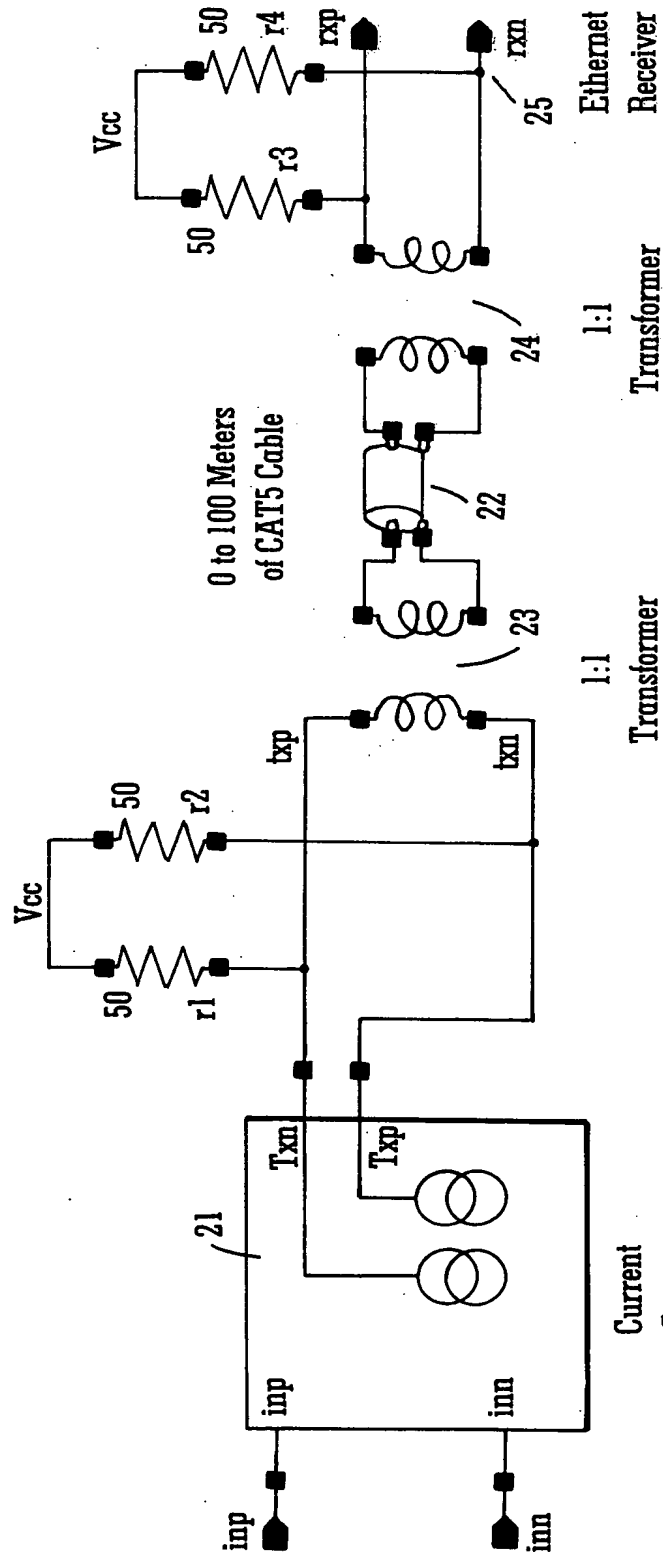 Vcc
50
r1
50
r2
txp
txn
21
inp
inn
inp
inn
Txn
Txp
Current
23
1:1
Transformer
0 to 100 Meters
of CAT5 Cable
22
24
1:1
Transformer
Vcc
50
r3
50
r4
rxp
rxn
25
Ethernet
Receiver